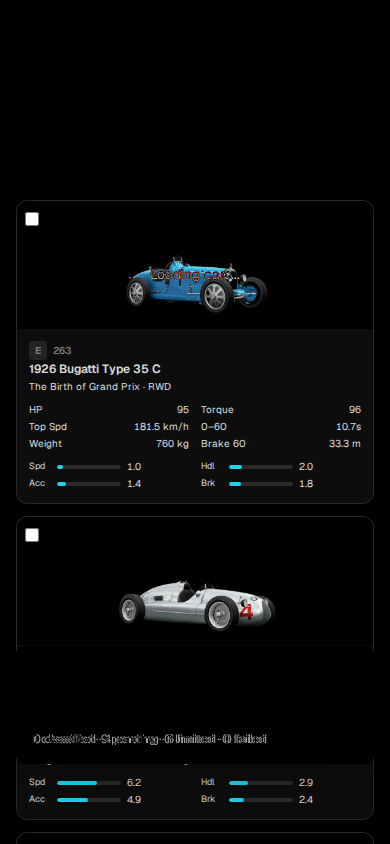 Loading cars...
E 263
1926 Bugatti Type 35 C
The Birth of Grand Prix · RWD
HP 95 Torque 96
Top Spd 181.5 km/h 0–60 10.7s
Weight 760 kg Brake 60 33.3 m
Spd 1.0 Hdl 2.0
Acc 1.4 Brk 1.8
4
Spd 6.2 Hdl 2.9
Acc 4.9 Brk 2.4